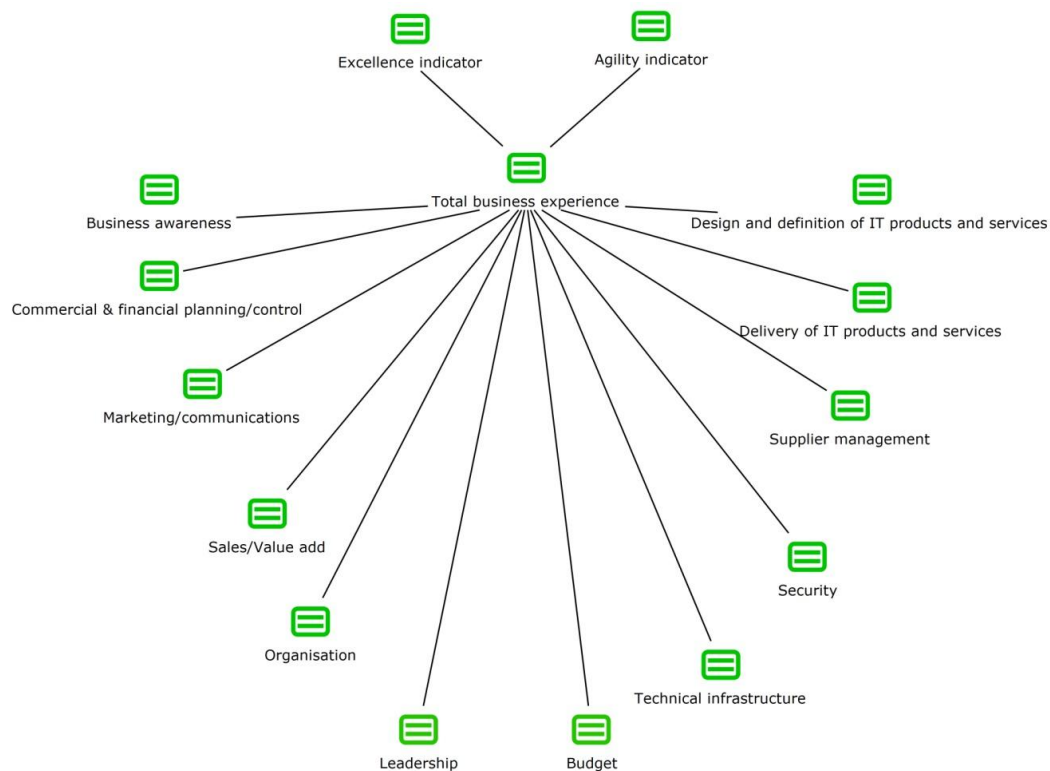 Excellence indicator
Agility indicator
Total business experience
Business awareness
Design and definition of IT products and services
Commercial & financial planning/control
Delivery of IT products and services
Marketing/communications
Supplier management
Sales/Value add
Security
Organisation
Technical infrastructure
Leadership
Budget